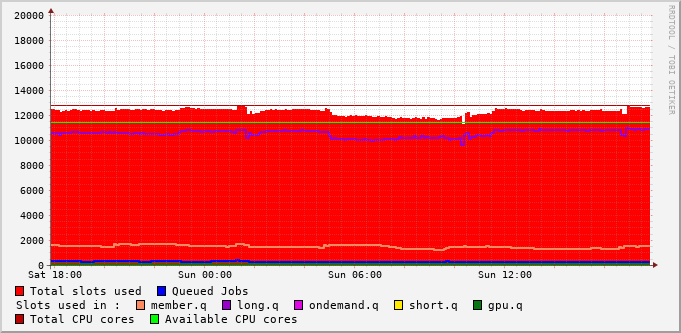 20000
18000
16000
14000
12000
10000
8000
6000
4000
2000
0
Sat 18:00 Sun 00:00 Sun 06:00 Sun 12:00
Total slots used Queued Jobs
Slots used in : member.q long.q ondemand.q short.q gpu.q
Total CPU cores Available CPU cores
RRDTOOL / TOBI OETIKER